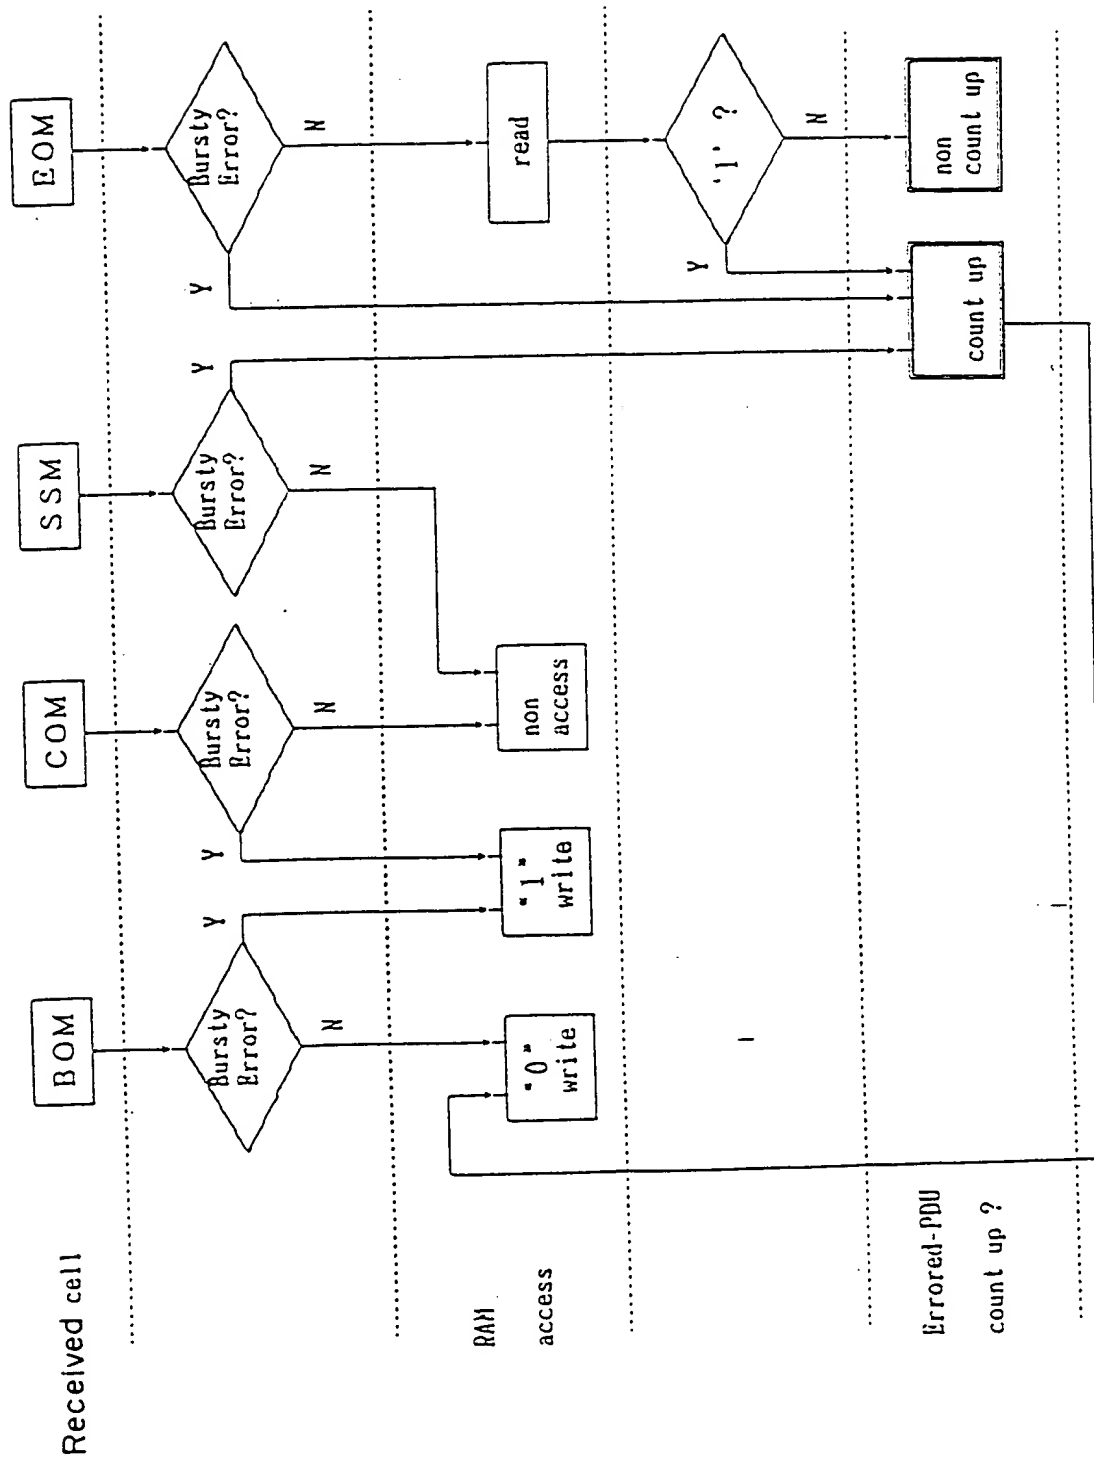 Received cell
BOM
COM
SSM
EOM
Bursty
Error?
Y
N
Bursty
Error?
Y
N
Bursty
Error?
Y
N
Bursty
Error?
Y
N
RAM
access
"0"
write
"1"
write
non
access
read
'1' ?
Y
N
Errored-PDU
count up ?
count up
non
count up